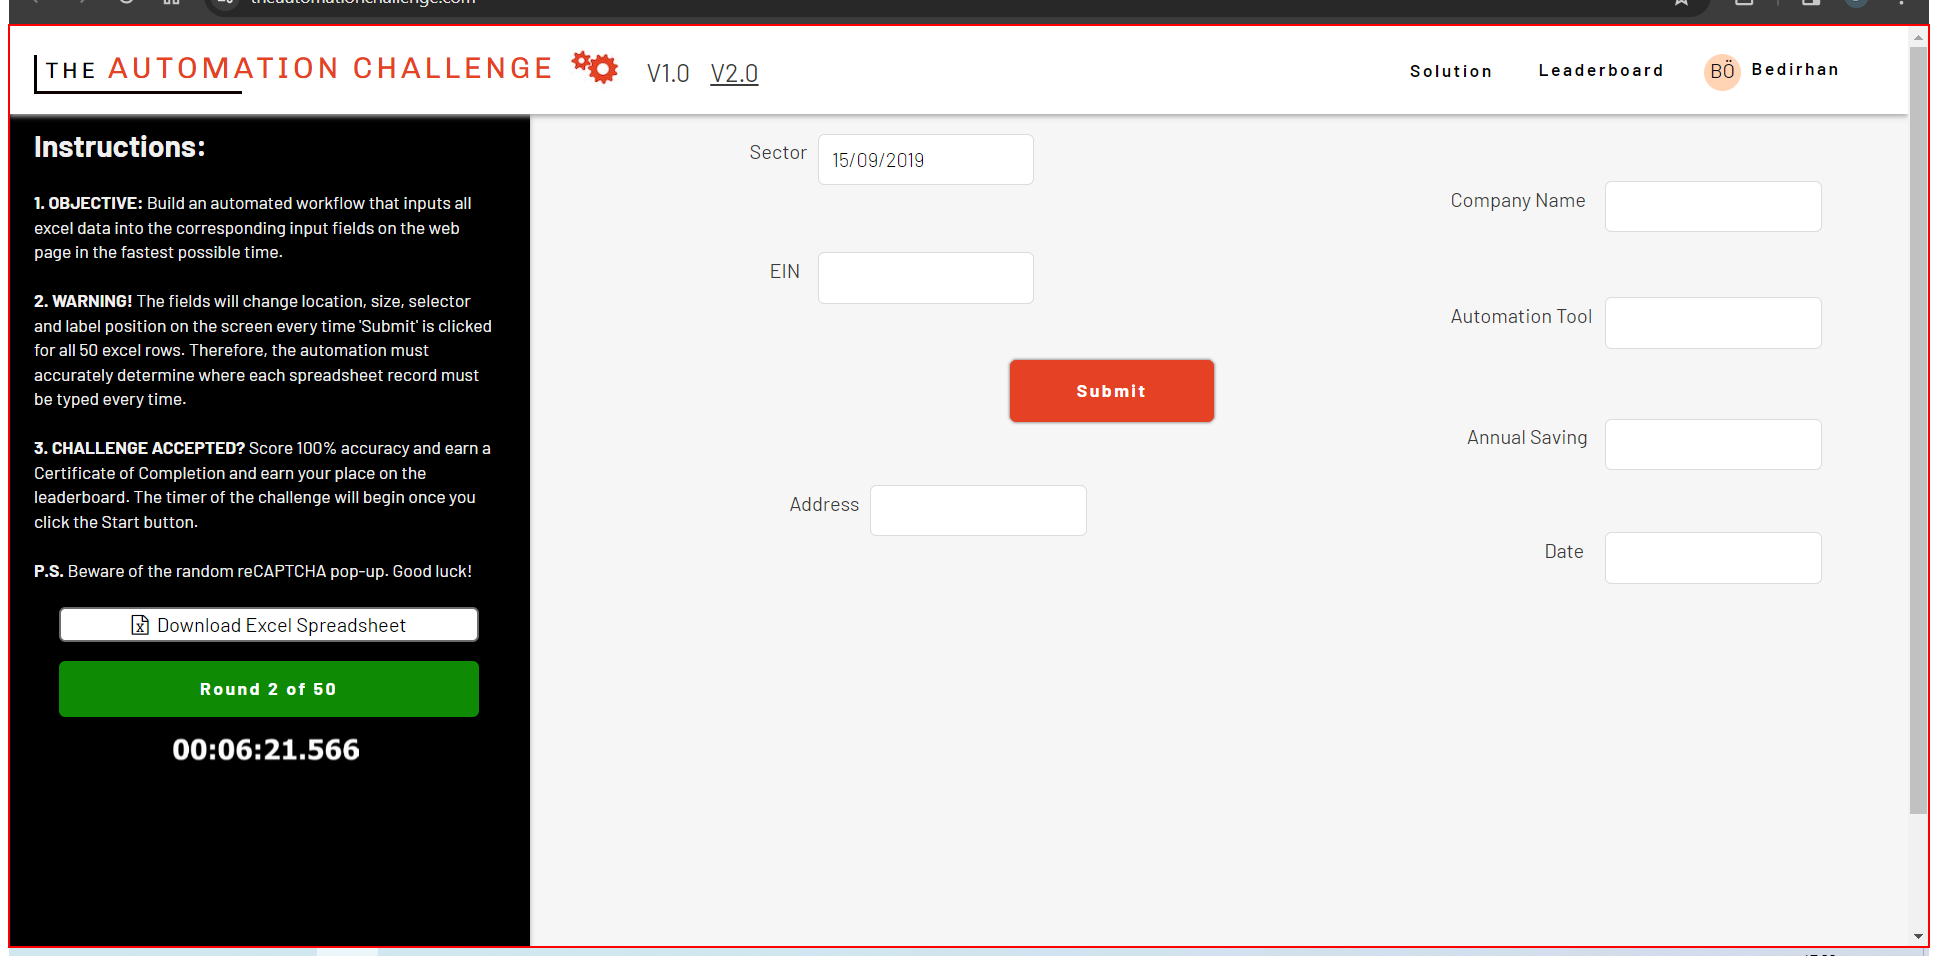 THE AUTOMATION CHALLENGE V1.0 V2.0 Solution Leaderboard BÖ Bedirhan
Instructions:
1. OBJECTIVE: Build an automated workflow that inputs all
excel data into the corresponding input fields on the web
page in the fastest possible time.
2. WARNING! The fields will change location, size, selector
and label position on the screen every time 'Submit' is clicked
for all 50 excel rows. Therefore, the automation must
accurately determine where each spreadsheet record must
be typed every time.
3. CHALLENGE ACCEPTED? Score 100% accuracy and earn a
Certificate of Completion and earn your place on the
leaderboard. The timer of the challenge will begin once you
click the Start button.
P.S. Beware of the random reCAPTCHA pop-up. Good luck!
Download Excel Spreadsheet
Round 2 of 50
00:06:21.566
Sector 15/09/2019
Company Name
EIN
Automation Tool
Submit
Annual Saving
Address
Date